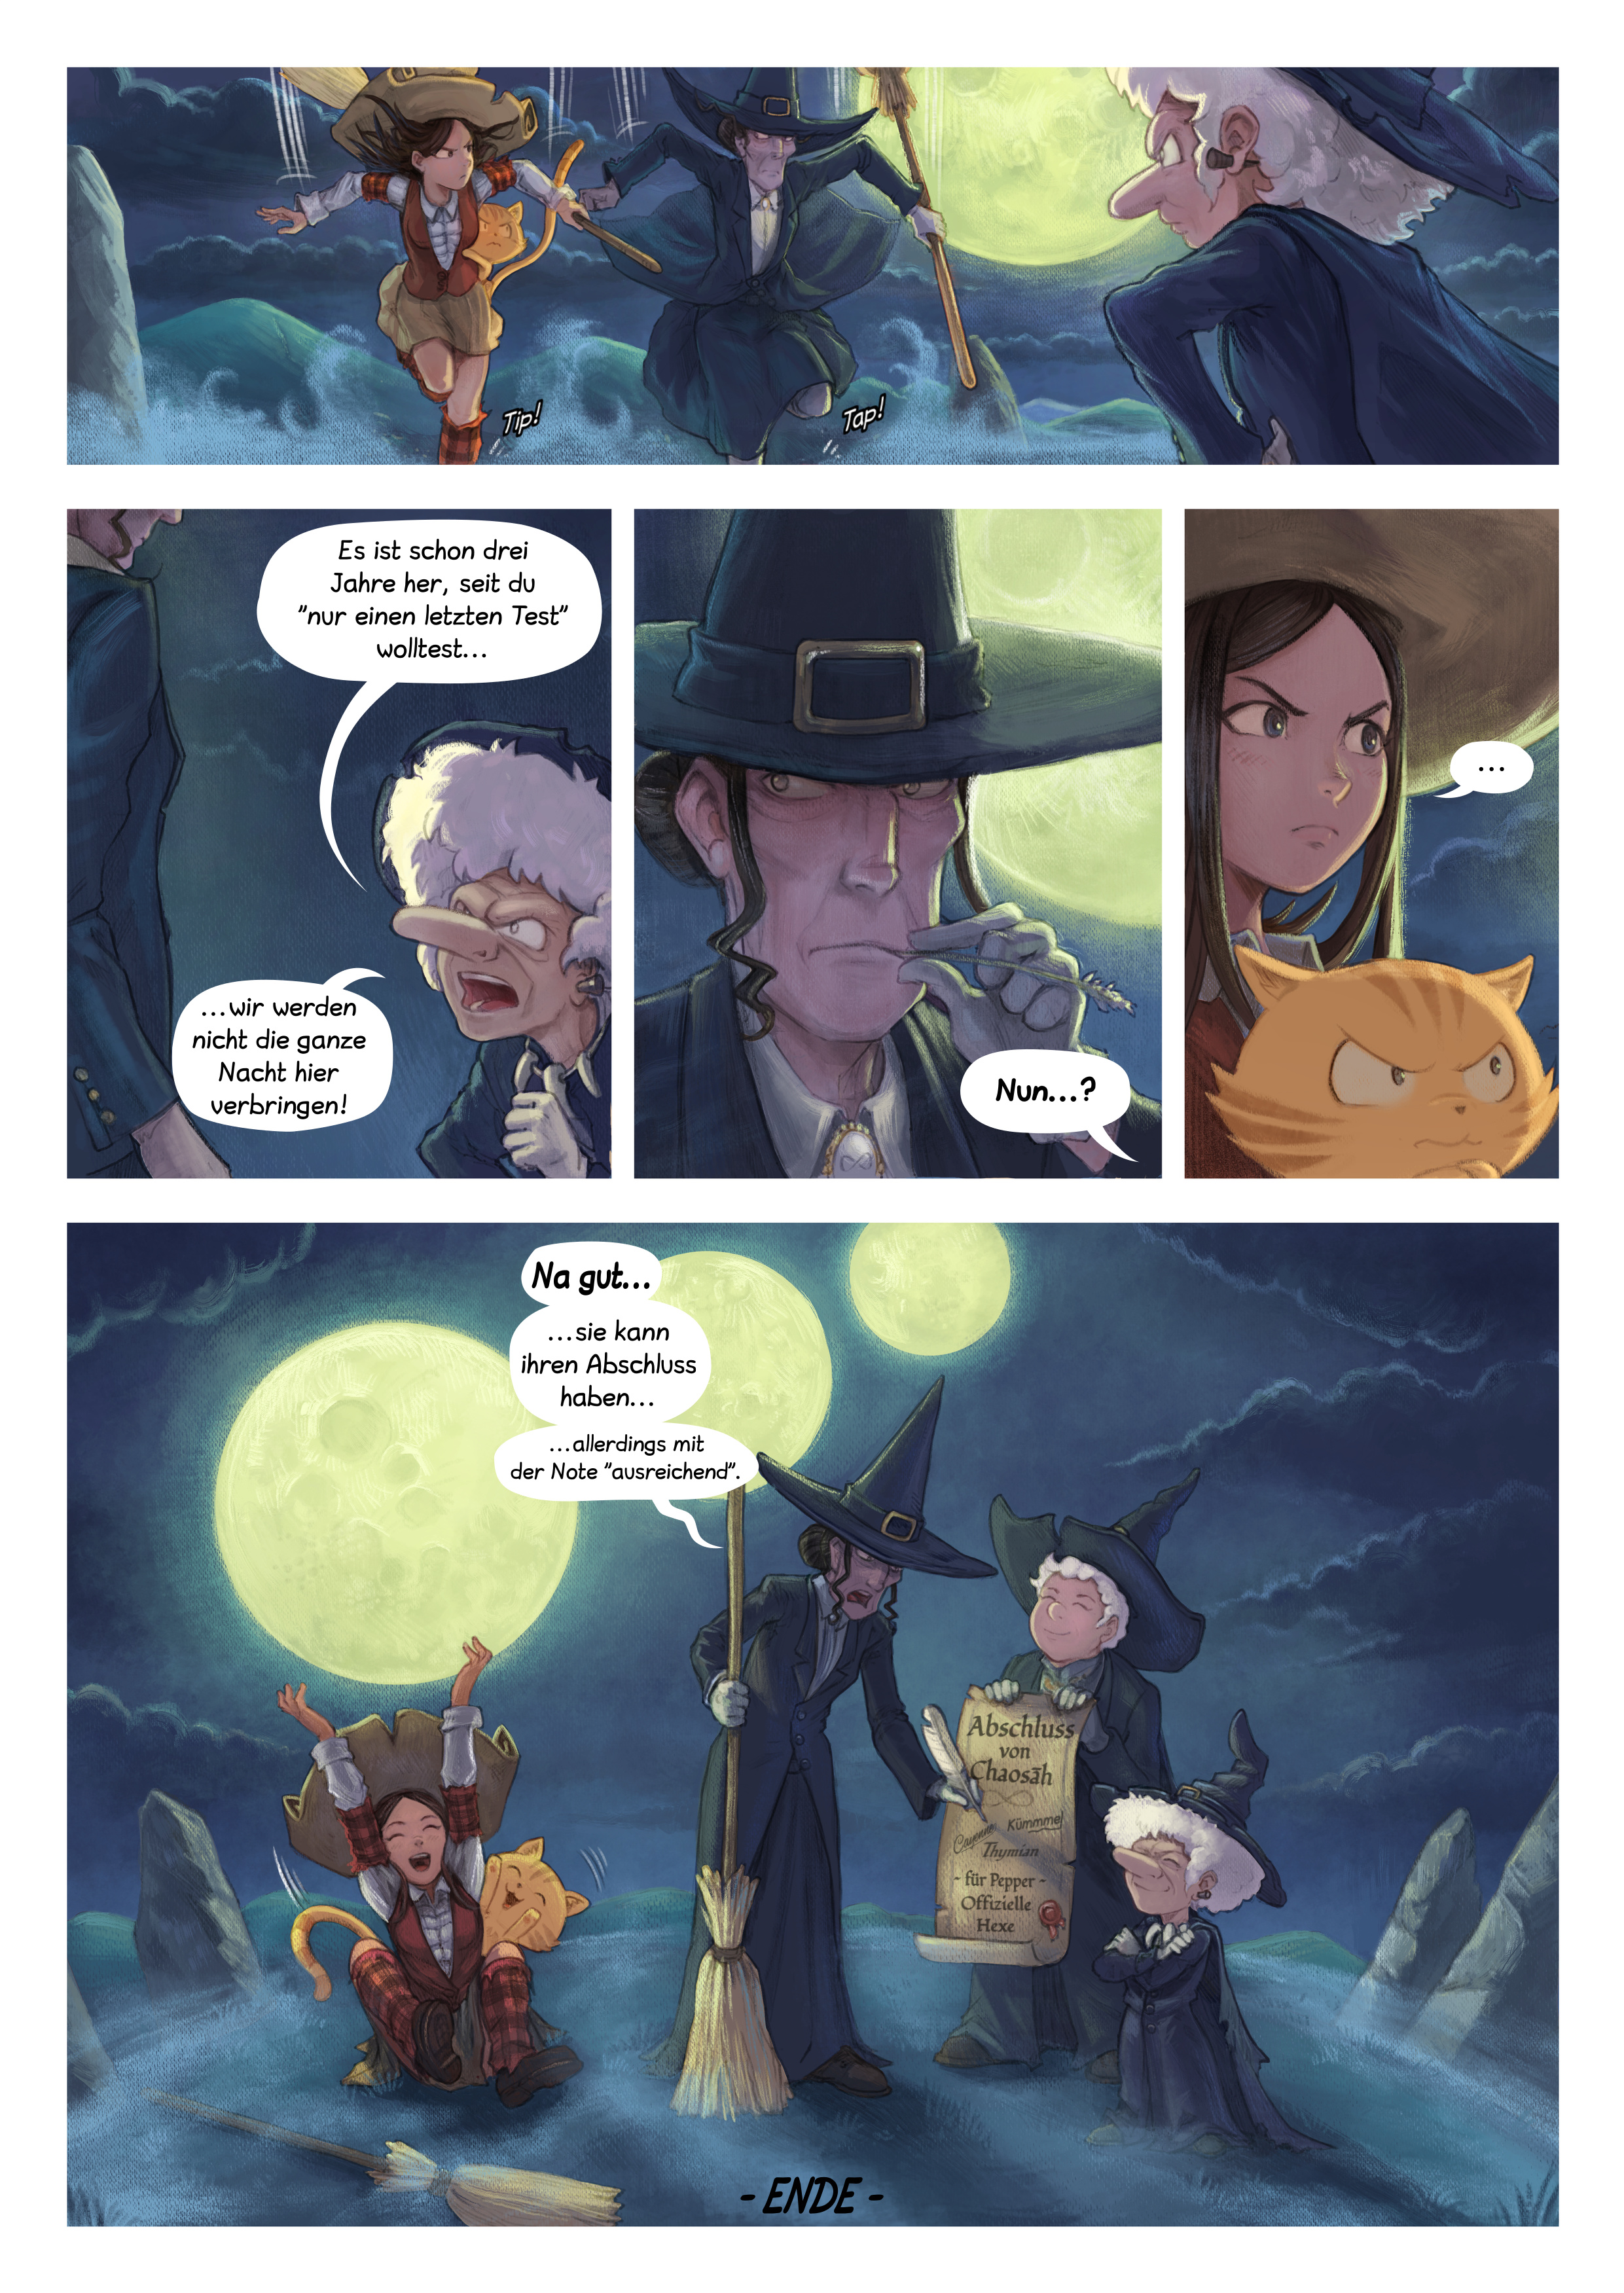 Tip!
Tap!
Es ist schon drei
Jahre her, seit du
"nur einen letzten Test"
wolltest...
...wir werden
nicht die ganze
Nacht hier
verbringen!
Nun...?
...
Na gut...
...sie kann
ihren Abschluss
haben...
...allerdings mit
der Note "ausreichend".
Abschluss
von
Chaosāh
Cayenne
Kümmmel
Thymian
- für Pepper -
Offizielle
Hexe
- ENDE -